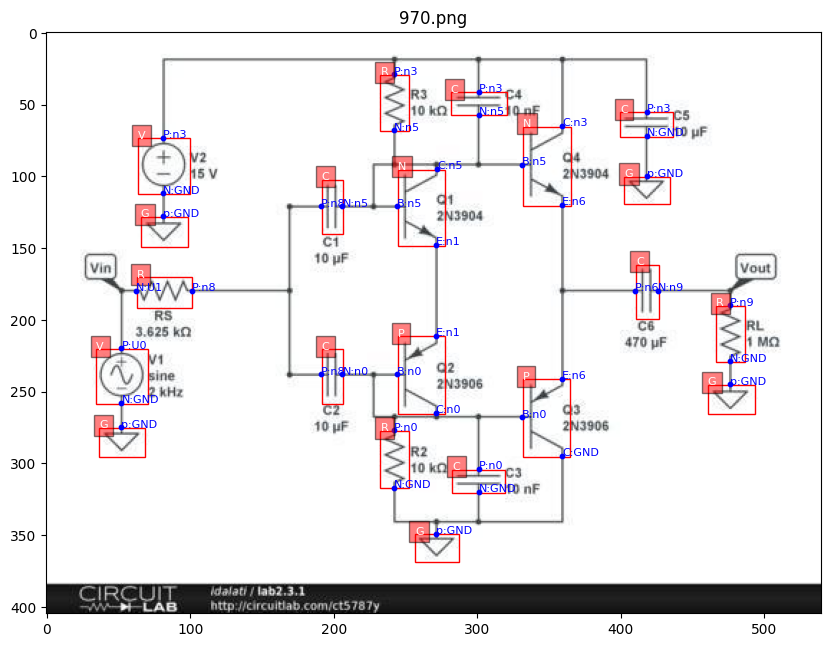 970.png
0
50
100
150
200
250
300
350
400
0
100
200
300
400
500
R
P:n3
R3
10 kΩ
N:n5
C
P:n3
C4
10 nF
N:n5
N
C:n3
B:n5
Q4
2N3904
E:n6
C
P:n3
C5
10 µF
N:GND
G
p:GND
V
P:n3
V2
15 V
N:GND
G
p:GND
C
P:n8
N:n5
C1
10 µF
N
C:n5
B:n5
Q1
2N3904
E:n1
Vin
R
N:U1
P:n8
RS
3.625 kΩ
C
P:n6
N:n9
C6
470 µF
Vout
R
P:n9
RL
1 MΩ
N:GND
G
p:GND
V
P:U0
V1
sine
2 kHz
N:GND
G
p:GND
C
P:n8
N:n0
C2
10 µF
P
E:n1
B:n0
Q2
2N3906
C:n0
P
E:n6
B:n0
Q3
2N3906
C:GND
R
P:n0
R2
10 kΩ
N:GND
C
P:n0
C3
10 nF
N:GND
G
p:GND
CIRCUIT
LAB
idalati / lab2.3.1
http://circuitlab.com/ct5787y